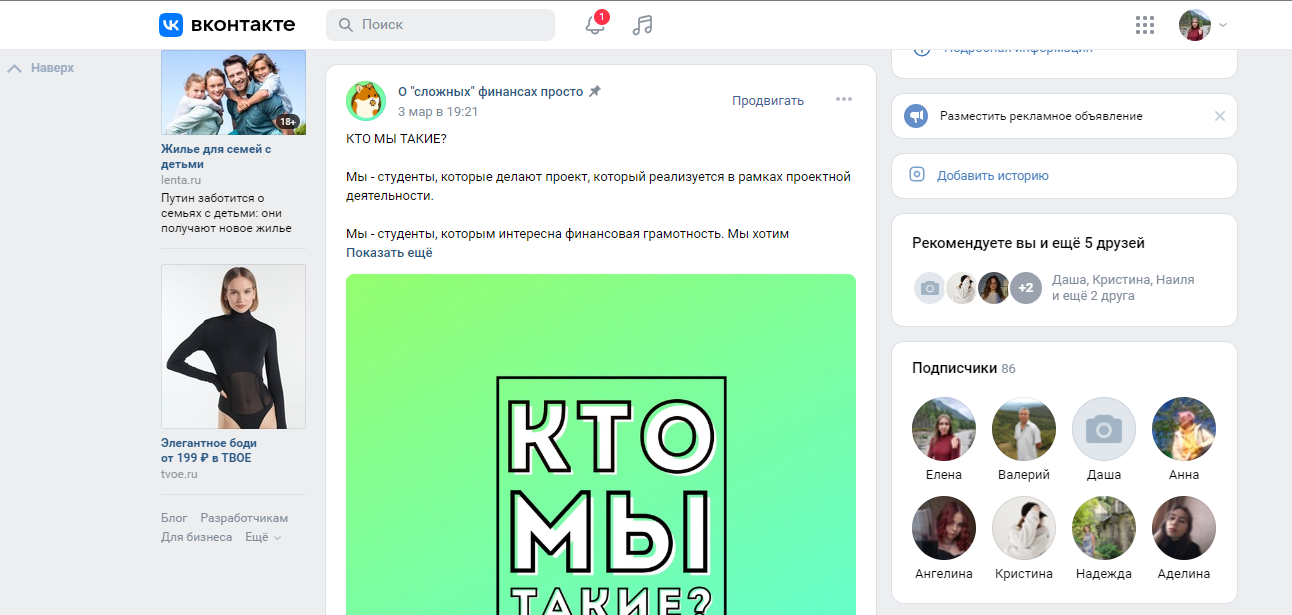 вконтакте
Поиск
1
Наверх
18+
Жилье для семей с
детьми
lenta.ru
Путин заботится о
семьях с детьми: они
получают новое жилье
Элегантное боди
от 199 ₽ в ТВОЕ
tvoe.ru
Блог Разработчикам
Для бизнеса Ещё
О "сложных" финансах просто
3 мар в 19:21
Продвигать
КТО МЫ ТАКИЕ?
Мы - студенты, которые делают проект, который реализуется в рамках проектной
деятельности.
Мы - студенты, которым интересна финансовая грамотность. Мы хотим
Показать ещё
КТО
МЫ
ТАКИЕ?
Подробная информация
Разместить рекламное объявление
Добавить историю
Рекомендуете вы и ещё 5 друзей
+2
Даша, Кристина, Наиля
и ещё 2 друга
Подписчики 86
Елена Валерий Даша Анна
Ангелина Кристина Надежда Аделина